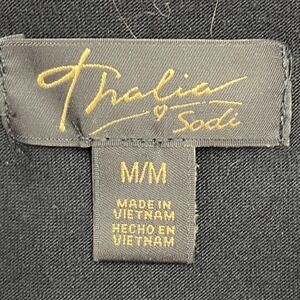 Thalia
Sodi
M/M
MADE IN
VIETNAM
HECHO EN
VIETNAM